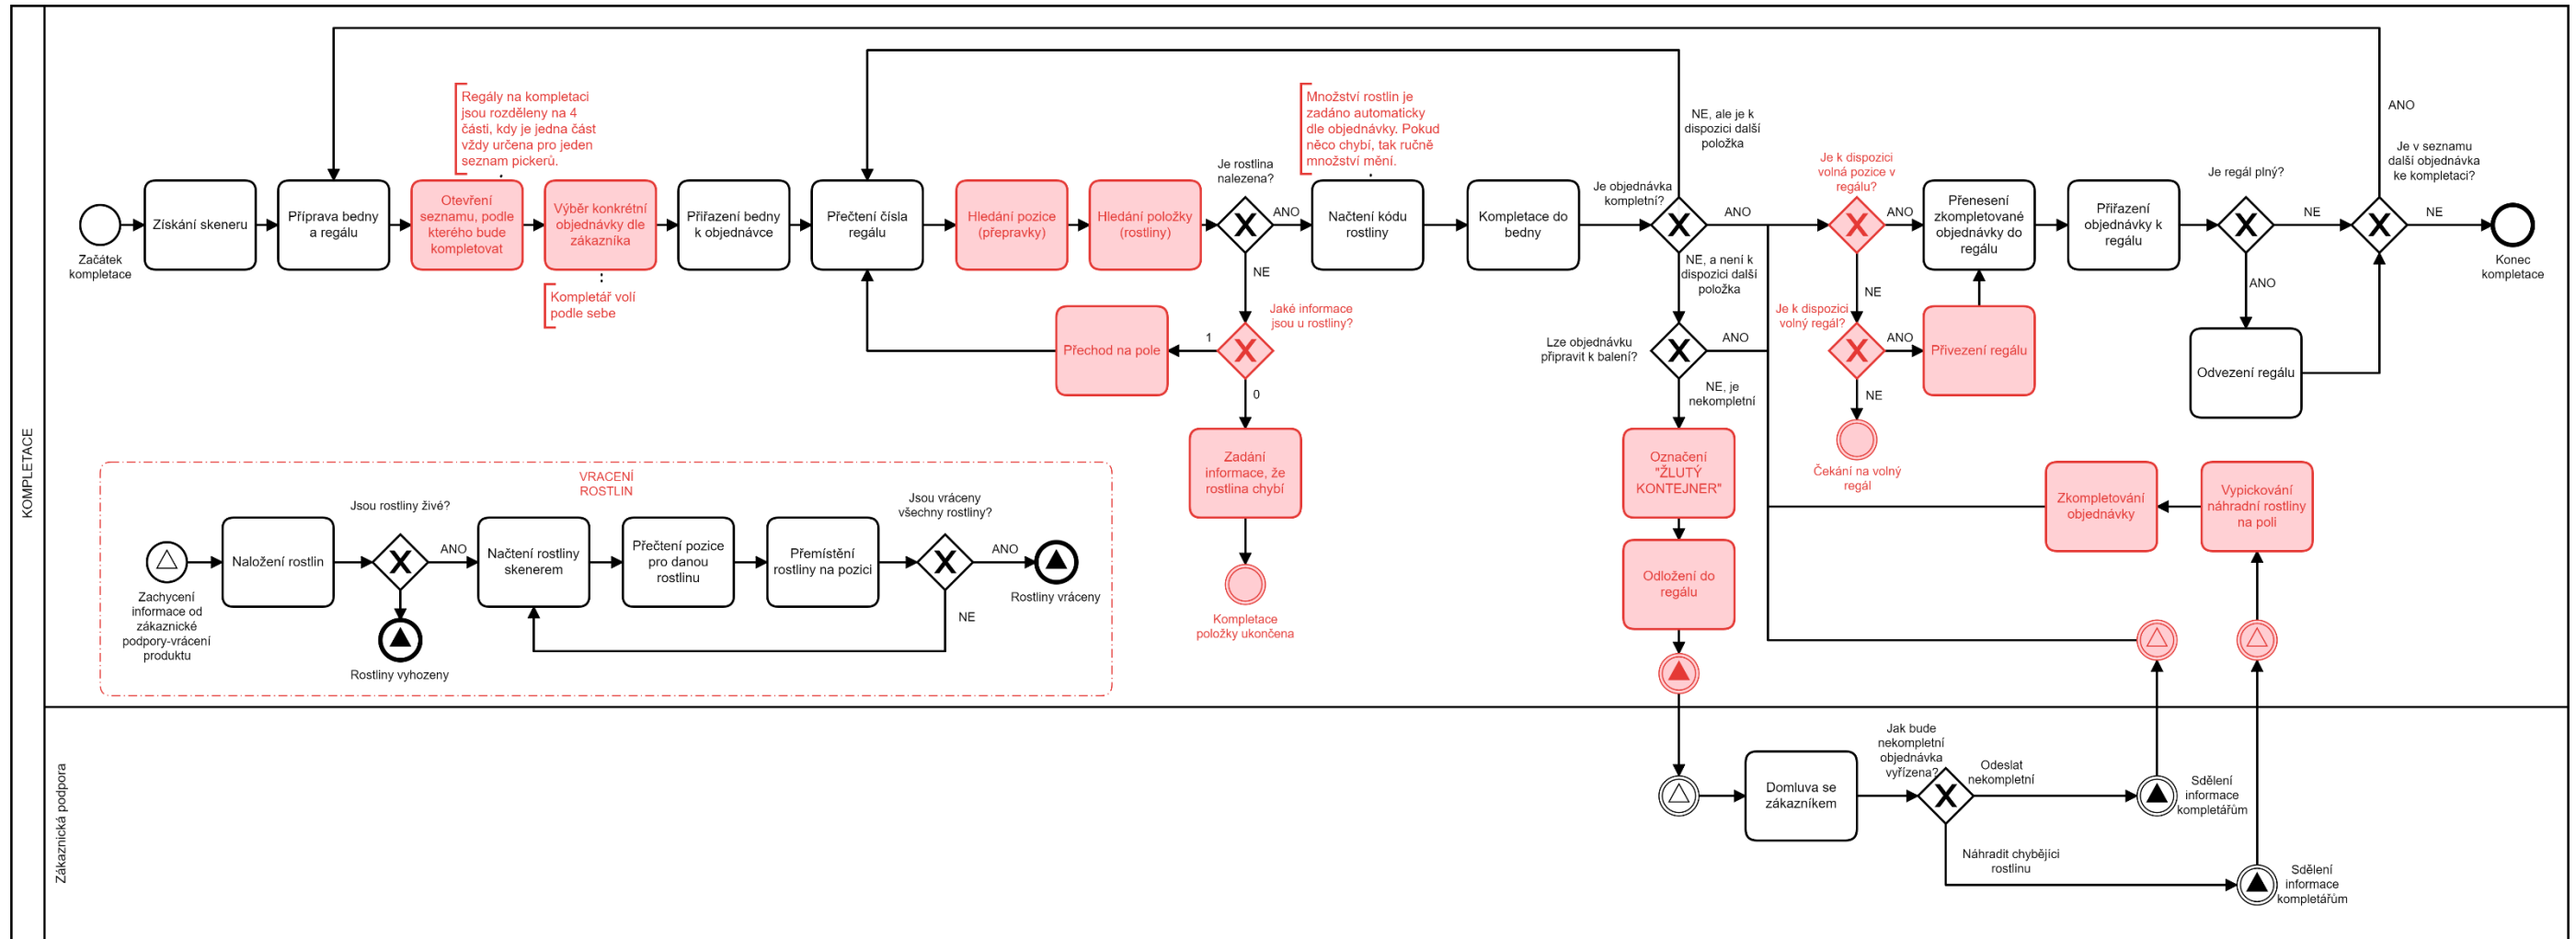 KOMPLETACE
Zákaznická podpora
Začátek
kompletace
Získání skeneru
Příprava bedny
a regálu
Regály na kompletaci
jsou rozděleny na 4
části, kdy je jedna část
vždy určena pro jeden
seznam pickerů.
Otevření
seznamu, podle
kterého bude
kompletovat
Výběr konkrétní
objednávky dle
zákazníka
Kompletář volí
podle sebe
Přiřazení bedny
k objednávce
Přečtení čísla
regálu
Hledání pozice
(přepravky)
Hledání položky
(rostliny)
Je rostlina
nalezena?
ANO
NE
Množství rostlin je
zadáno automaticky
dle objednávky. Pokud
něco chybí, tak ručně
množství mění.
Načtení kódu
rostliny
Kompletace do
bedny
Je objednávka
kompletní?
NE, ale je k
dispozici další
položka
ANO
NE, a není k
dispozici další
položka
Je k dispozici
volná pozice v
regálu?
ANO
NE
Přenesení
zkompletované
objednávky do
regálu
Přiřazení
objednávky k
regálu
Je regál plný?
NE
ANO
Je v seznamu
další objednávka
ke kompletaci?
ANO
NE
Konec
kompletace
Odvezení regálu
Jaké informace
jsou u rostliny?
1
0
Přechod na pole
Zadání
informace, že
rostlina chybí
Kompletace
položky ukončena
Lze objednávku
připravit k balení?
ANO
NE, je
nekompletní
Označení
"ŽLUTÝ
KONTEJNER"
Odložení do
regálu
Je k dispozici
volný regál?
ANO
NE
Přivezení regálu
Čekání na volný
regál
Zkompletování
objednávky
Vypickování
náhradní rostliny
na poli
VRACENÍ
ROSTLIN
Zachycení
informace od
zákaznické
podpory-vrácení
produktu
Naložení rostlin
Jsou rostliny živé?
ANO
Rostliny vyhozeny
Načtení rostliny
skenerem
Přečtení pozice
pro danou
rostlinu
Přemístění
rostliny na pozici
Jsou vráceny
všechny rostliny?
ANO
NE
Rostliny vráceny
Domluva se
zákazníkem
Jak bude
nekompletní
objednávka
vyřízena?
Odeslat
nekompletní
Sdělení
informace
kompletářům
Náhradit chybějíci
rostlinu
Sdělení
informace
kompletářům